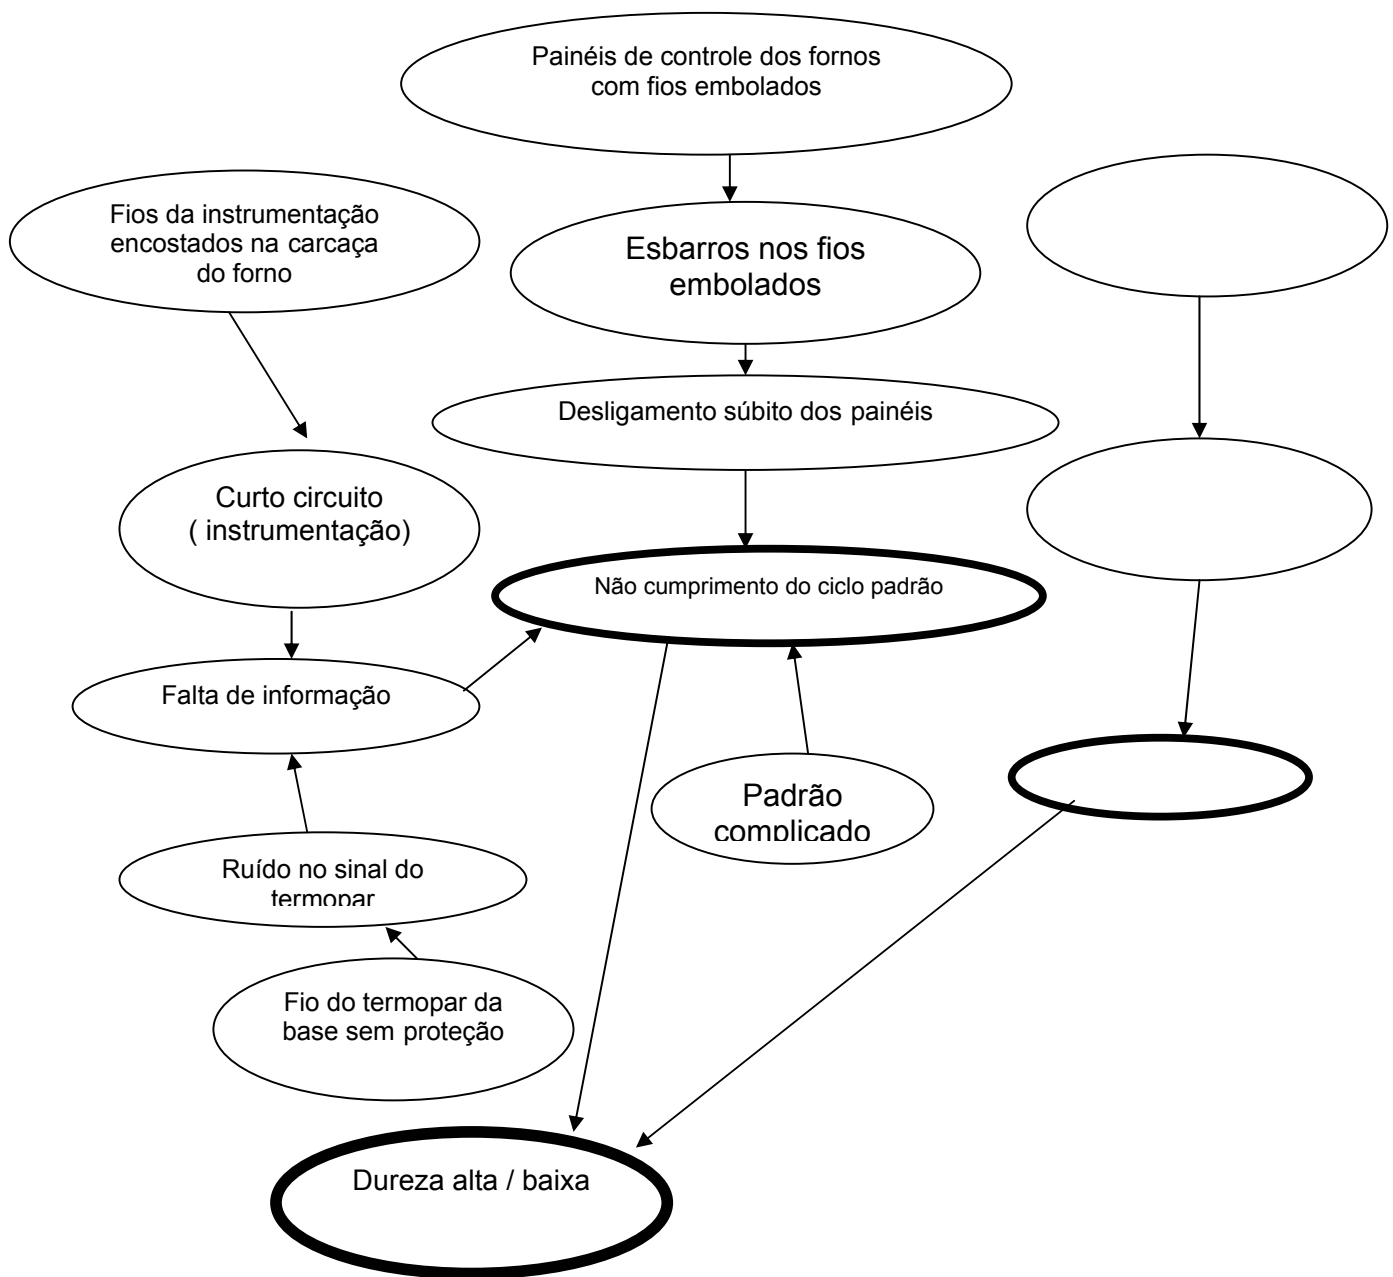 Painéis de controle dos fornos
com fios embolados
Fios da instrumentação
encostados na carcaça
do forno
Esbarros nos fios
embolados
Desligamento súbito dos painéis
Curto circuito
( instrumentação)
Não cumprimento do ciclo padrão
Falta de informação
Padrão
complicado
Ruído no sinal do
termopar
Fio do termopar da
base sem proteção
Dureza alta / baixa